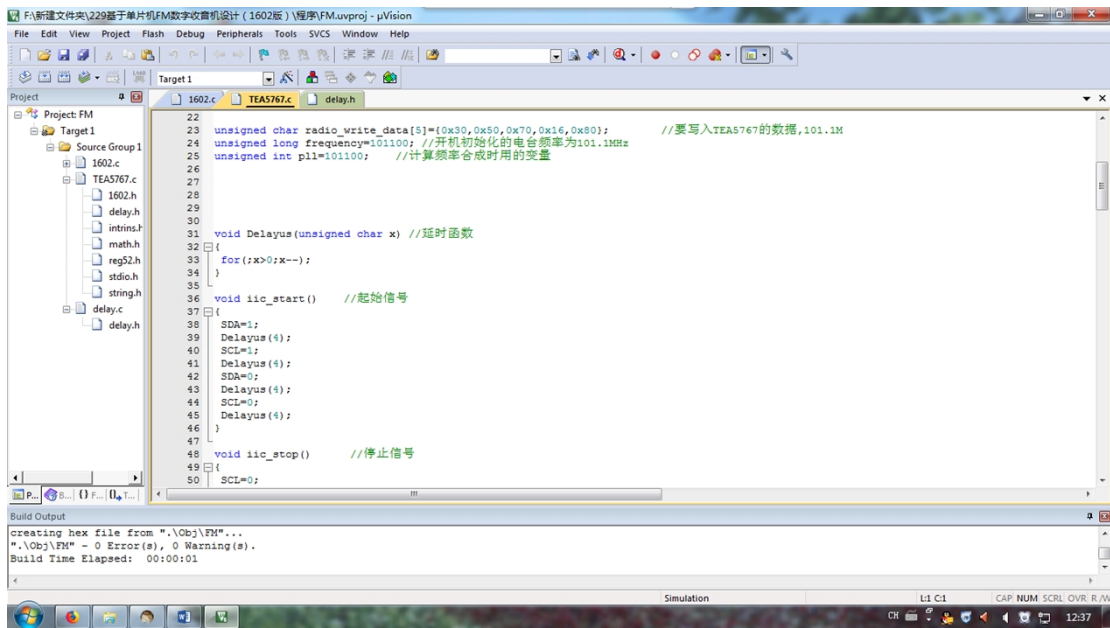 F:\新建文件夹\229基于单片机FM数字收音机设计（1602版）\程序\FM.uvproj - µVision
File Edit View Project Flash Debug Peripherals Tools SVCS Window Help
Target 1
Project
1602.c TEA5767.c delay.h
Project: FM
Target 1
Source Group 1
1602.c
TEA5767.c
1602.h
delay.h
intrins.h
math.h
reg52.h
stdio.h
string.h
delay.c
delay.h
22
23 unsigned char radio_write_data[5]={0x30,0x50,0x70,0x16,0x80}; //要写入TEA5767的数据,101.1M
24 unsigned long frequency=101100; //开机初始化的电台频率为101.1MHz
25 unsigned int pll=101100; //计算频率合成时用的变量
26
27
28
29
30
31 void Delayus(unsigned char x) //延时函数
32 {
33 for(;x>0;x--);
34 }
35
36 void iic_start() //起始信号
37 {
38 SDA=1;
39 Delayus(4);
40 SCL=1;
41 Delayus(4);
42 SDA=0;
43 Delayus(4);
44 SCL=0;
45 Delayus(4);
46 }
47
48 void iic_stop() //停止信号
49 {
50 SCL=0;
P... B... {} F... 0 T...
Build Output
creating hex file from ".\Obj\FM"...
".\Obj\FM" - 0 Error(s), 0 Warning(s).
Build Time Elapsed: 00:00:01
Simulation L:1 C:1 CAP NUM SCRL OVR R/W
CH 12:37